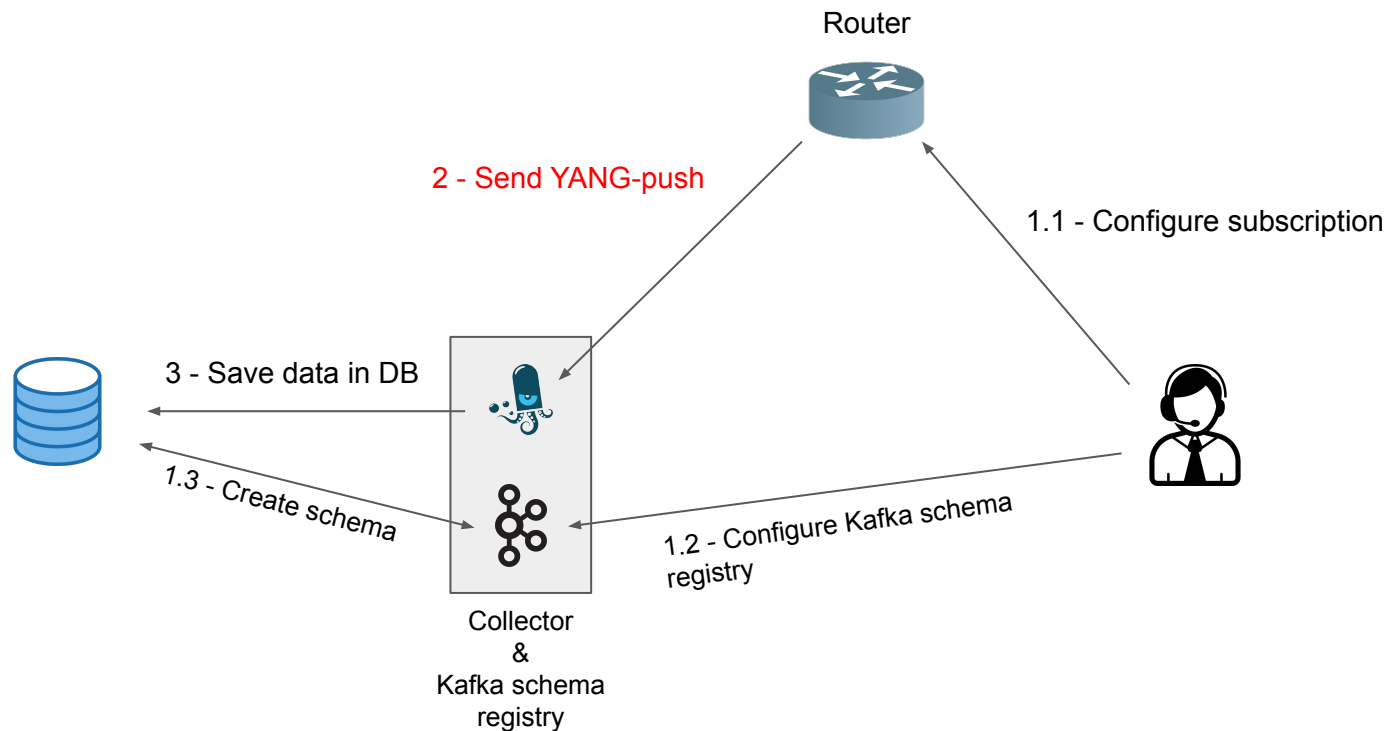 Router
2 - Send YANG-push
1.1 - Configure subscription
3 - Save data in DB
1.3 - Create schema
1.2 - Configure Kafka schema
registry
Collector
&
Kafka schema
registry